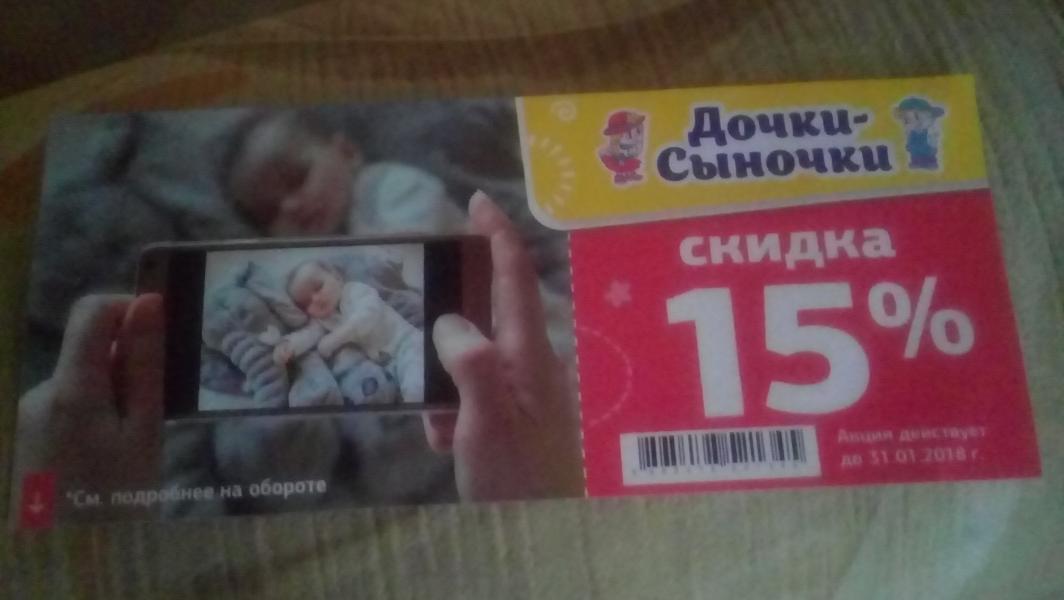 Дочки-
Сыночки
скидка
15%
Акция действует
до 31.01.2018 г.
*См. подробнее на обороте